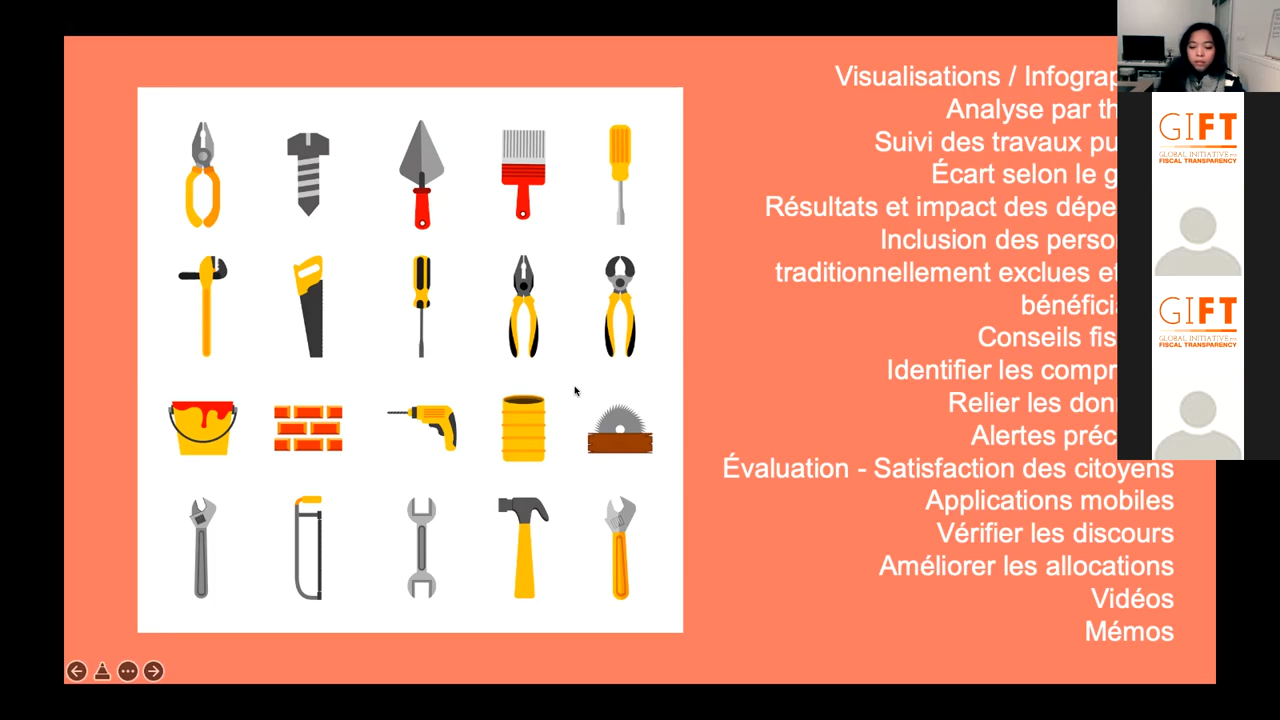 Visualisations / Infograp
Analyse par th
Suivi des travaux pu
Écart selon le g
Résultats et impact des dépe
Inclusion des perso
traditionnellement exclues et
bénéfici
Conseils fis
Identifier les compr
Relier les don
Alertes préc
Évaluation - Satisfaction des citoyens
Applications mobiles
Vérifier les discours
Améliorer les allocations
Vidéos
Mémos
GIFT
GLOBAL INITIATIVE FOR
FISCAL TRANSPARENCY
GIFT
GLOBAL INITIATIVE FOR
FISCAL TRANSPARENCY